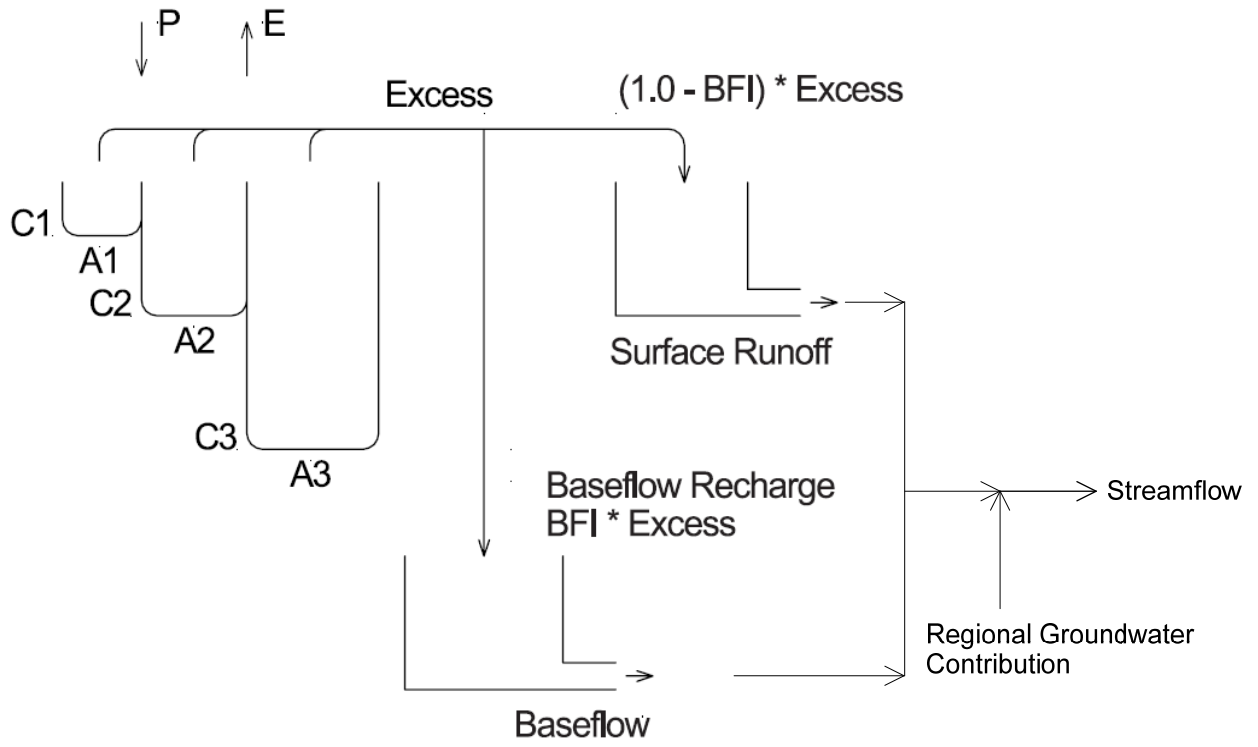 P
E
Excess
(1.0 - BFI) * Excess
C1
A1
C2
A2
Surface Runoff
C3
A3
Baseflow Recharge
BFI * Excess
Streamflow
Regional Groundwater
Contribution
Baseflow